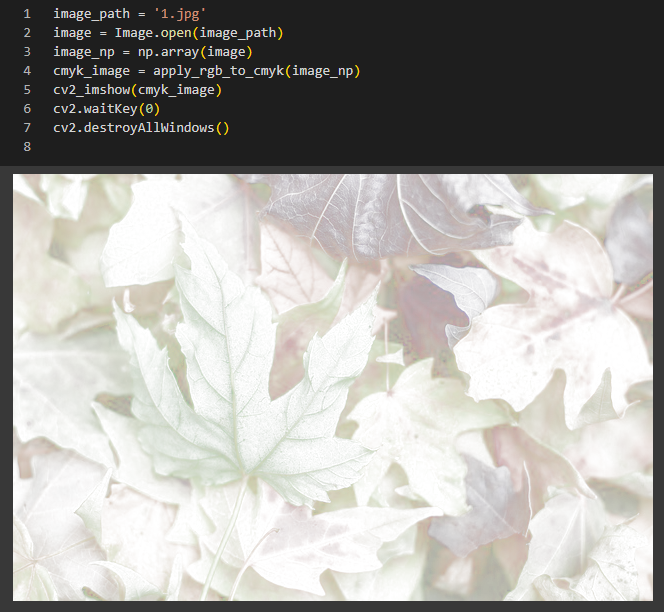 1 image_path = '1.jpg'
2 image = Image.open(image_path)
3 image_np = np.array(image)
4 cmyk_image = apply_rgb_to_cmyk(image_np)
5 cv2_imshow(cmyk_image)
6 cv2.waitKey(0)
7 cv2.destroyAllWindows()
8